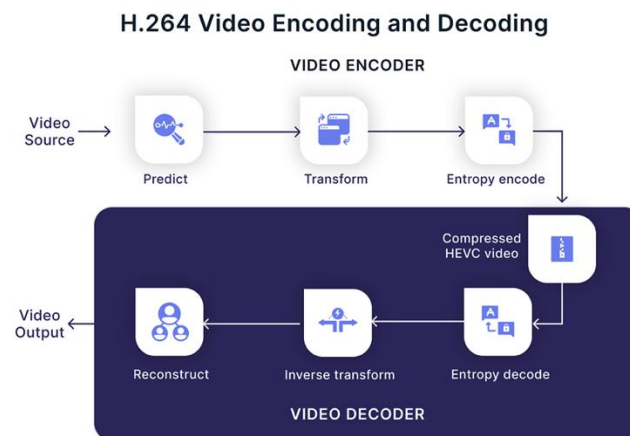 H.264 Video Encoding and Decoding
VIDEO ENCODER
Video
Source
Predict
Transform
Entropy encode
Compressed
HEVC video
Video
Output
Reconstruct
Inverse transform
Entropy decode
VIDEO DECODER